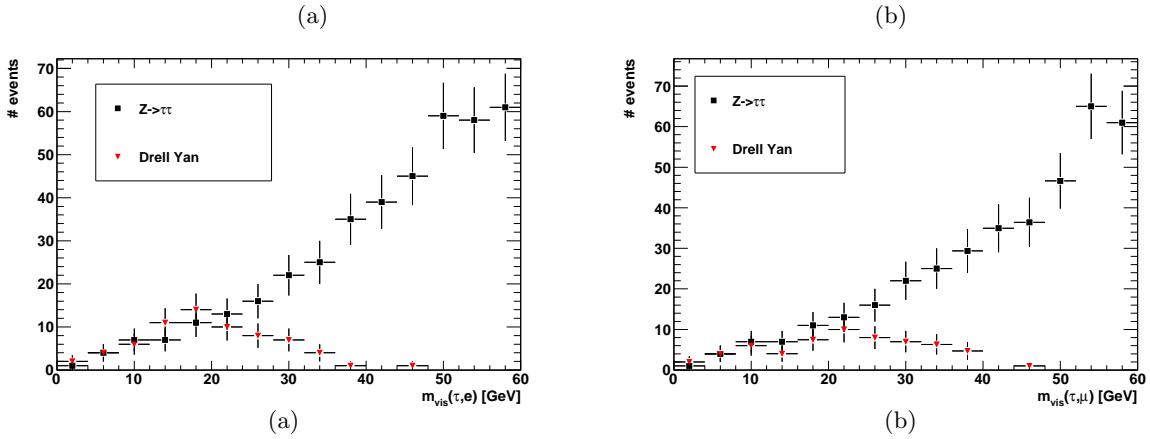 (a) (b)
# events
70
60
50
40
30
20
10
0
Z->ττ
Drell Yan
0 10 20 30 40 50 60
m_vis(τ,e) [GeV]
(a)
# events
70
60
50
40
30
20
10
0
Z->ττ
Drell Yan
0 10 20 30 40 50 60
m_vis(τ,μ) [GeV]
(b)